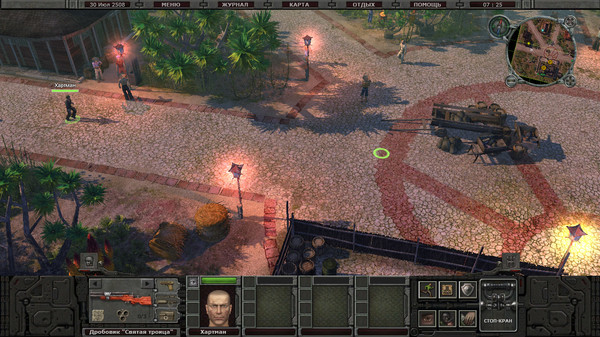 30 Июл 2508 МЕНЮ ЖУРНАЛ КАРТА ОТДЫХ ПОМОЩЬ 07 : 25
Хартман
СТОП-КРАН
Дробовик "Святая троица" Хартман